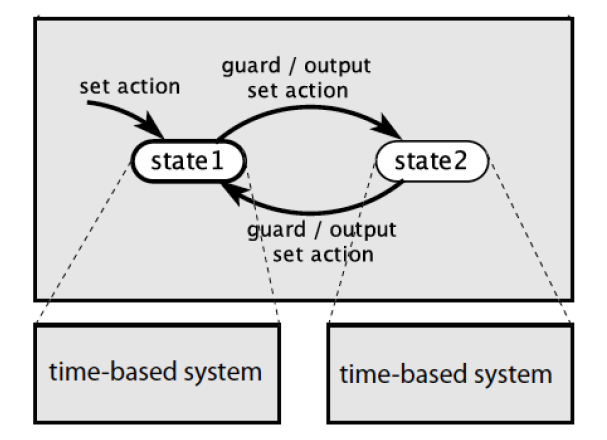 set action
guard / output
set action
state1
state2
guard / output
set action
time-based system
time-based system